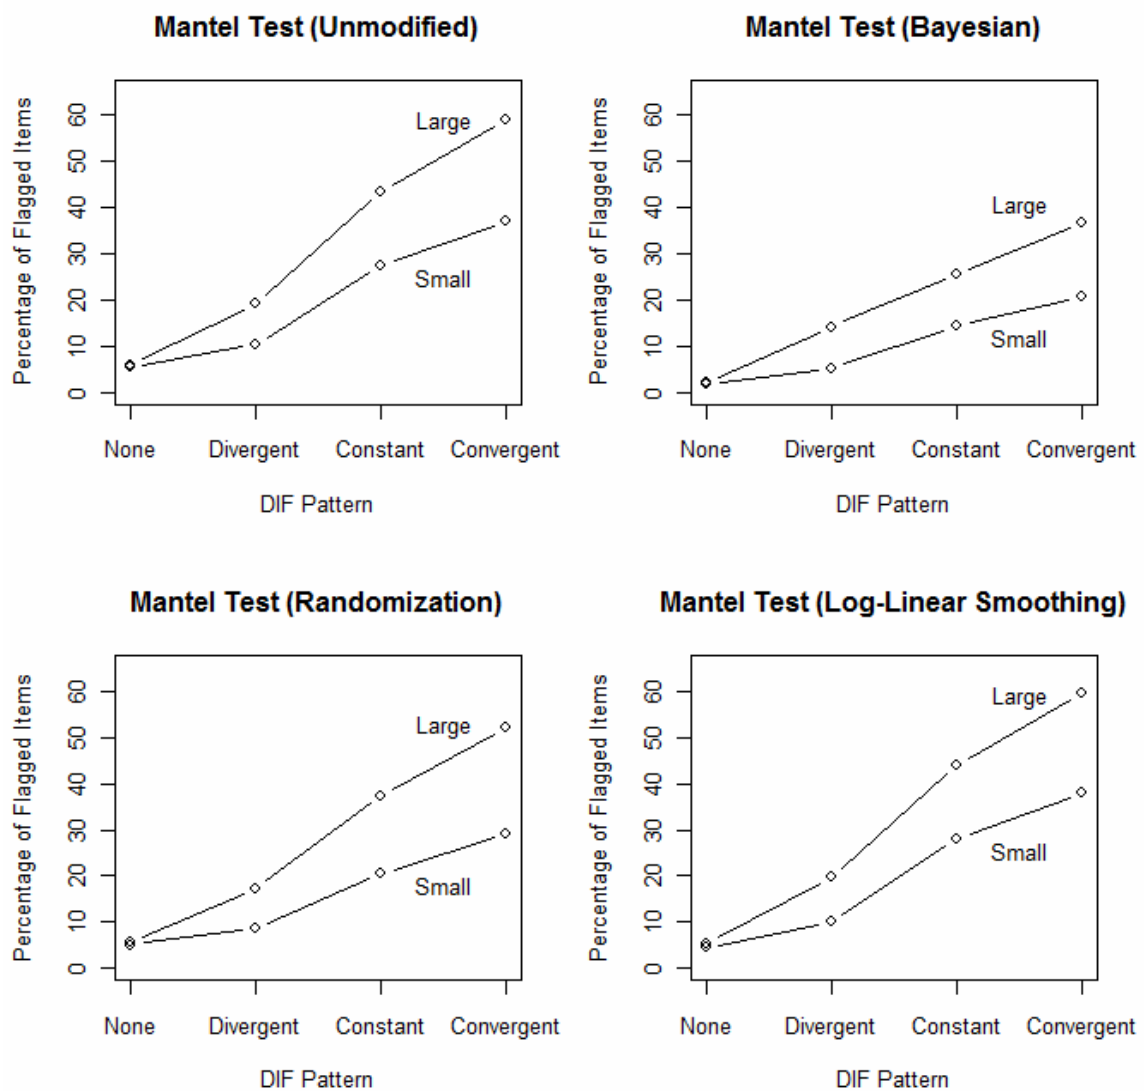 Mantel Test (Unmodified)
Percentage of Flagged Items
60
50
40
30
20
10
0
Large
Small
None Divergent Constant Convergent
DIF Pattern
Mantel Test (Bayesian)
Percentage of Flagged Items
60
50
40
30
20
10
0
Large
Small
None Divergent Constant Convergent
DIF Pattern
Mantel Test (Randomization)
Percentage of Flagged Items
60
50
40
30
20
10
0
Large
Small
None Divergent Constant Convergent
DIF Pattern
Mantel Test (Log-Linear Smoothing)
Percentage of Flagged Items
60
50
40
30
20
10
0
Large
Small
None Divergent Constant Convergent
DIF Pattern